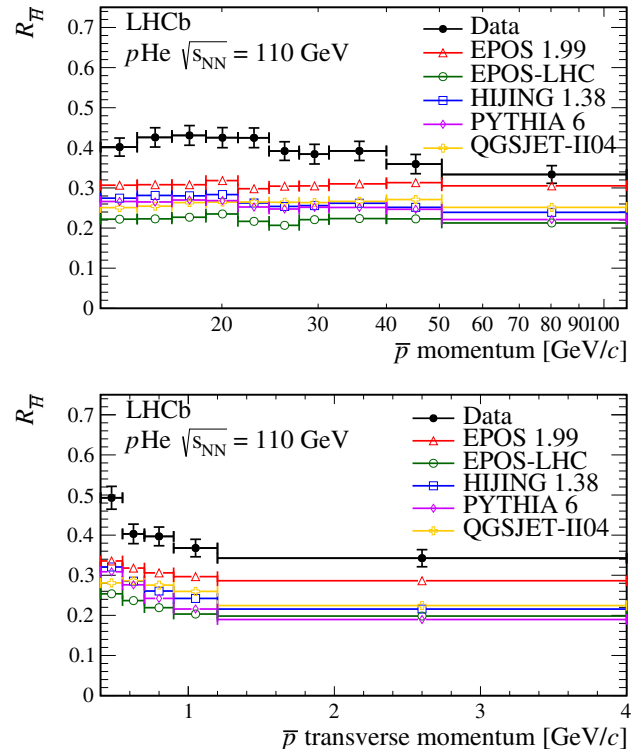 R_H̅
LHCb
pHe √s_NN = 110 GeV
Data
EPOS 1.99
EPOS-LHC
HIJING 1.38
PYTHIA 6
QGSJET-II04
0.7
0.6
0.5
0.4
0.3
0.2
0.1
0
20 30 40 50 60 70 80 90 100
p̅ momentum [GeV/c]
R_H̅
LHCb
pHe √s_NN = 110 GeV
Data
EPOS 1.99
EPOS-LHC
HIJING 1.38
PYTHIA 6
QGSJET-II04
0.7
0.6
0.5
0.4
0.3
0.2
0.1
0
1 2 3 4
p̅ transverse momentum [GeV/c]